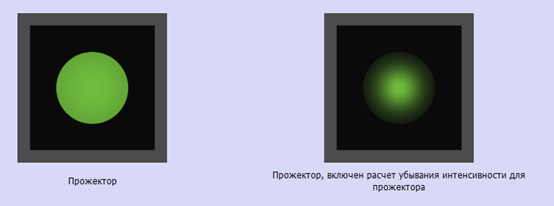 Прожектор
Прожектор, включен расчет убывания интенсивности для
прожектора